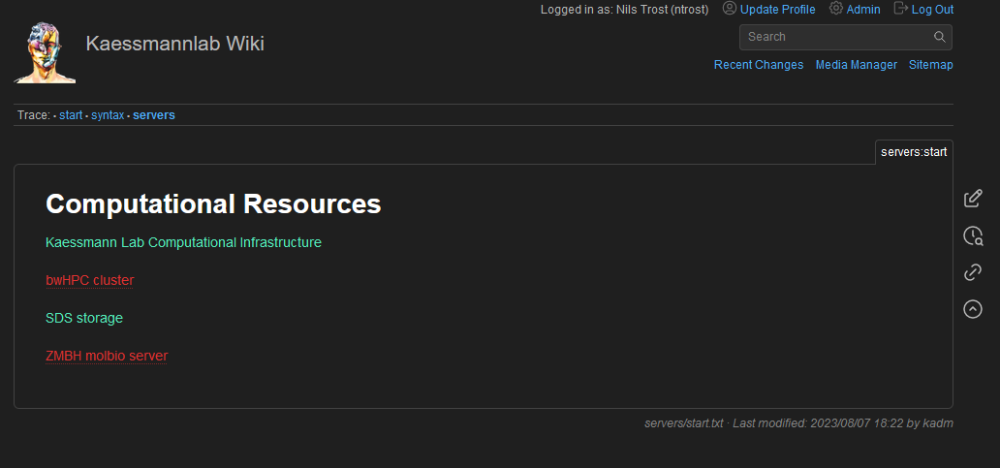 Logged in as: Nils Trost (ntrost) Update Profile Admin Log Out
Kaessmannlab Wiki
Search
Recent Changes Media Manager Sitemap
Trace: • start • syntax • servers
servers:start
Computational Resources
Kaessmann Lab Computational Infrastructure
bwHPC cluster
SDS storage
ZMBH molbio server
servers/start.txt · Last modified: 2023/08/07 18:22 by kadm